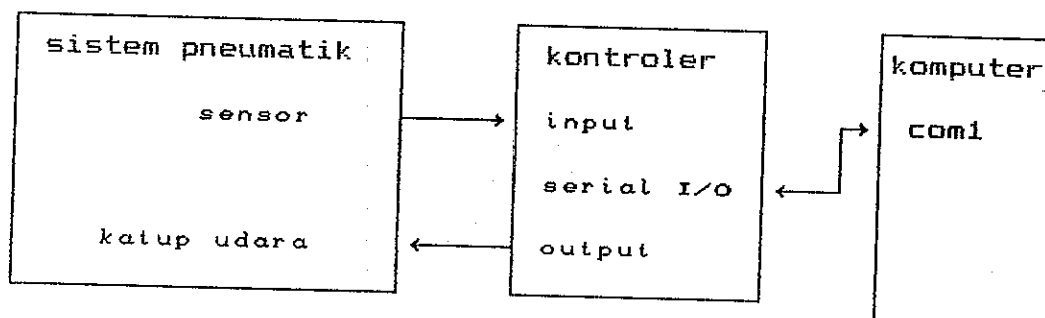 sistem pneumatik
sensor
katup udara
kontroler
input
serial I/O
output
komputer
com1